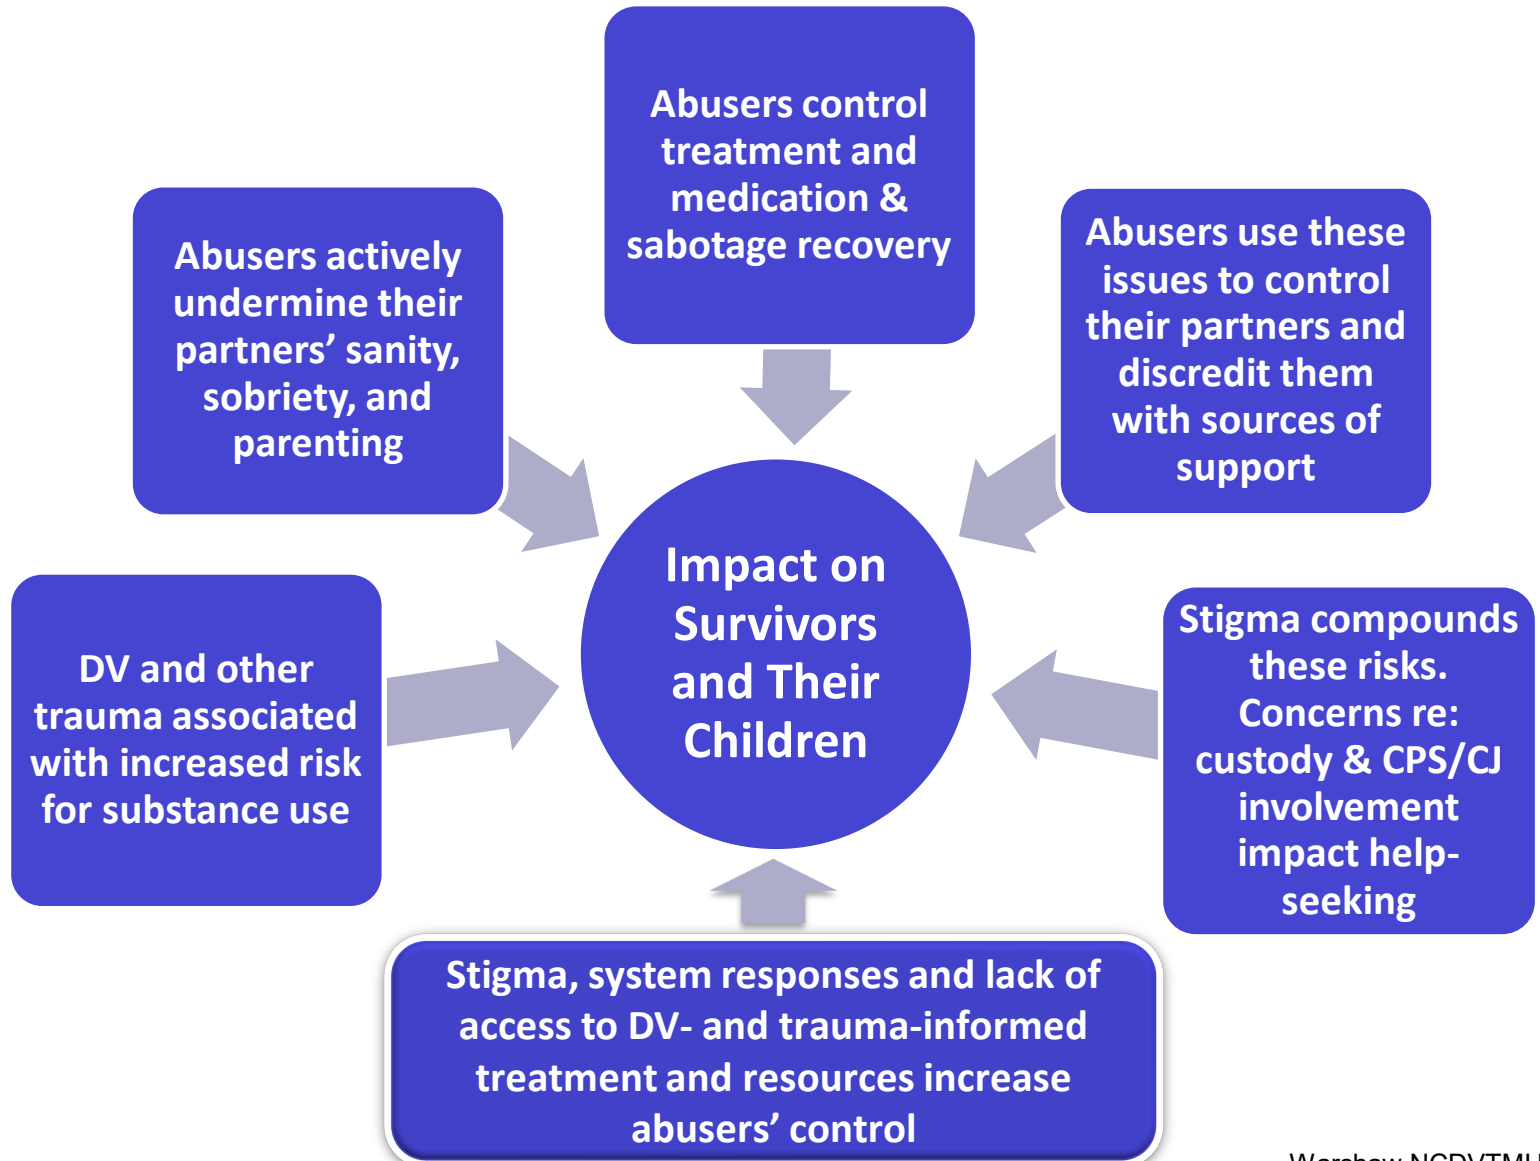 Abusers control
treatment and
medication &
sabotage recovery
Abusers actively
undermine their
partners’ sanity,
sobriety, and
parenting
Abusers use these
issues to control
their partners and
discredit them
with sources of
support
Impact on
Survivors
and Their
Children
DV and other
trauma associated
with increased risk
for substance use
Stigma compounds
these risks.
Concerns re:
custody & CPS/CJ
involvement
impact help-
seeking
Stigma, system responses and lack of
access to DV- and trauma-informed
treatment and resources increase
abusers’ control